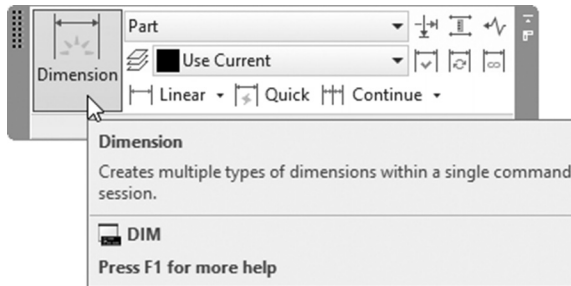 Part
Dimension
Use Current
Linear Quick Continue
Dimension
Creates multiple types of dimensions within a single command
session.
DIM
Press F1 for more help